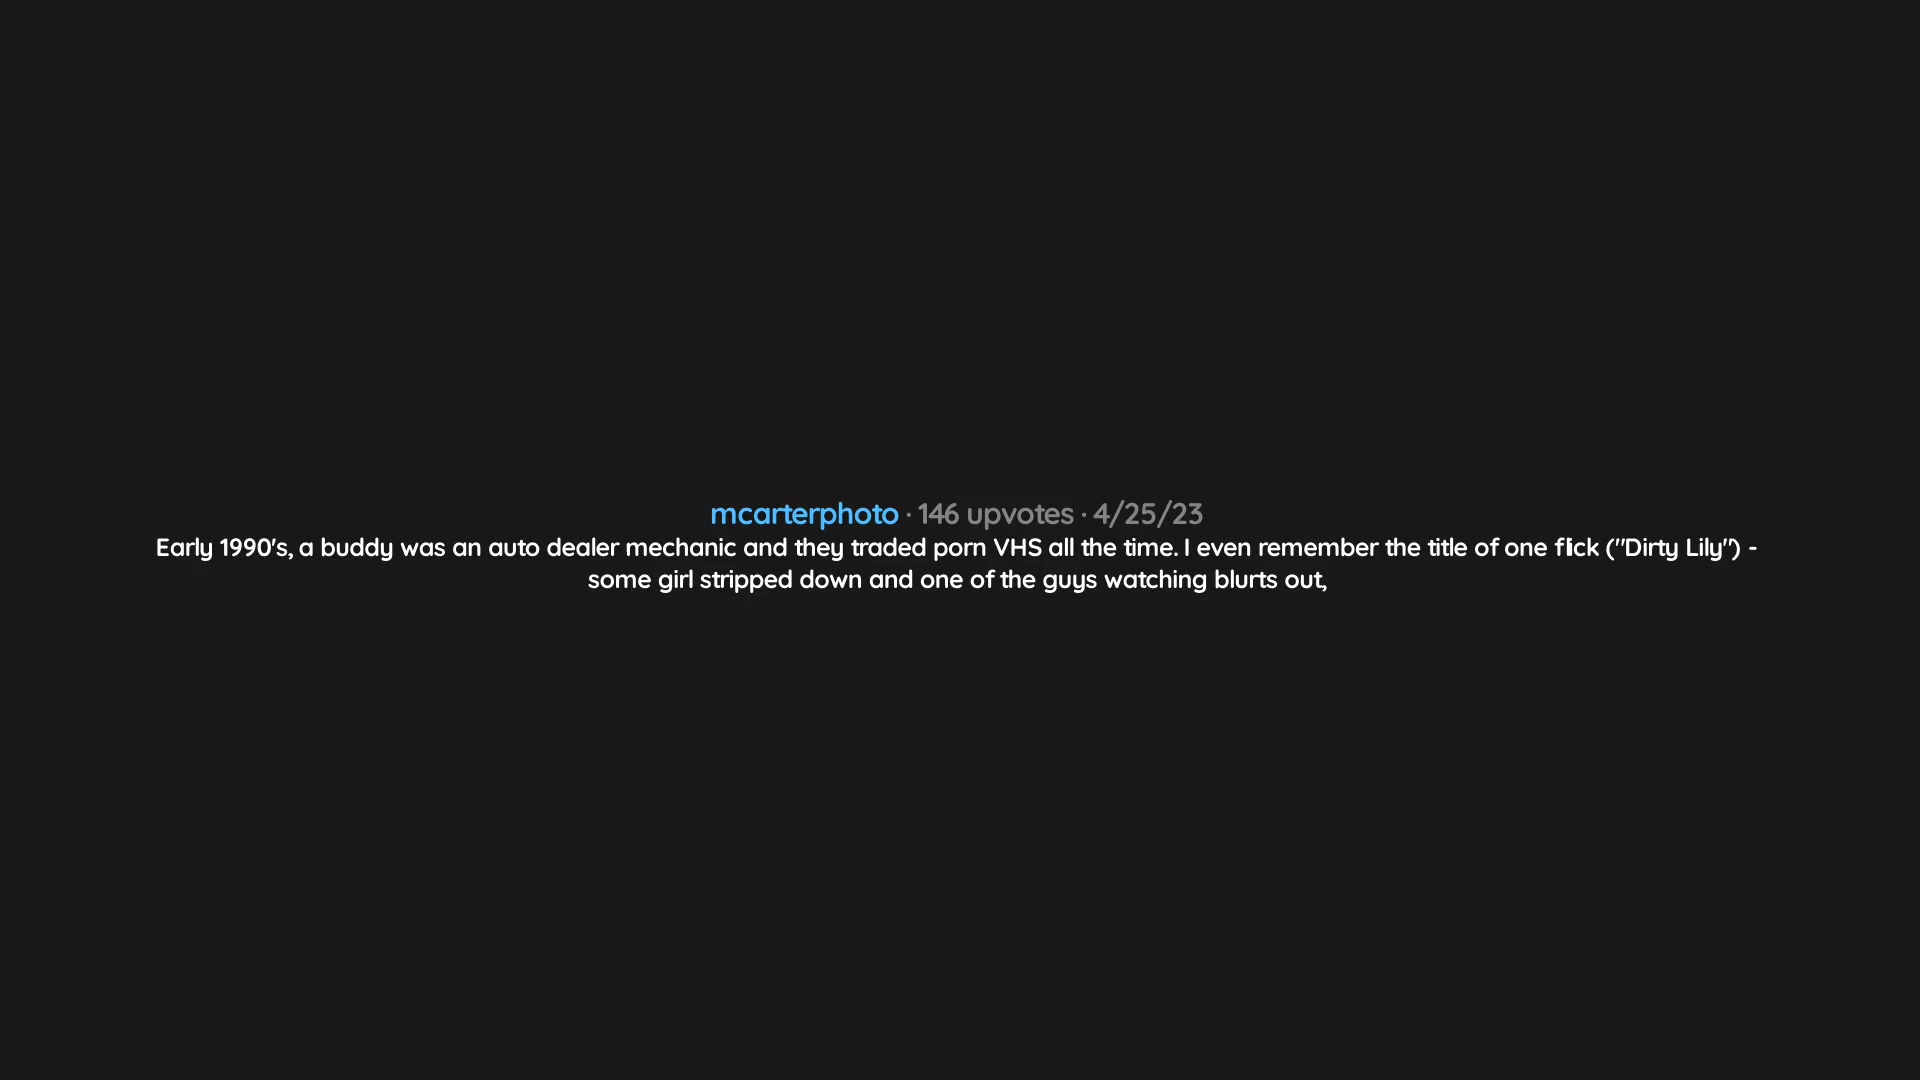 mcarterphoto · 146 upvotes · 4/25/23
Early 1990's, a buddy was an auto dealer mechanic and they traded porn VHS all the time. I even remember the title of one flick ("Dirty Lily") -
some girl stripped down and one of the guys watching blurts out,